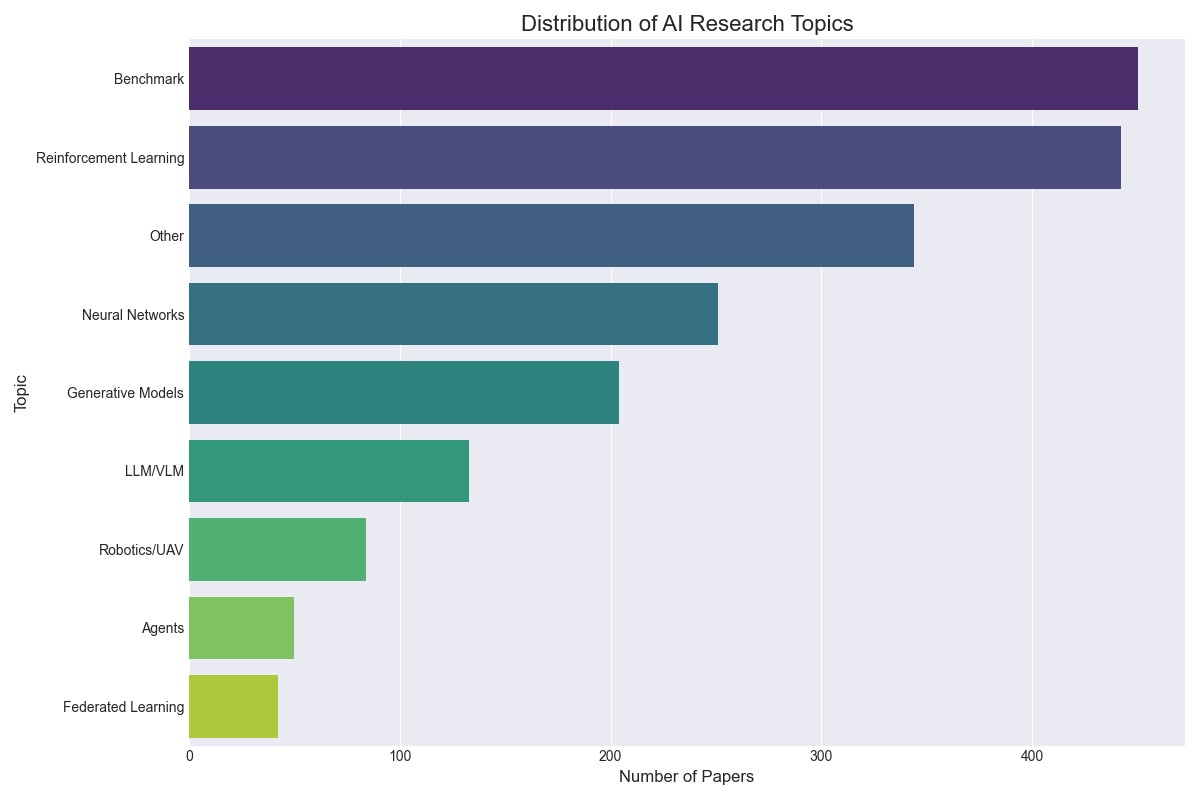 Distribution of AI Research Topics
Benchmark
Reinforcement Learning
Other
Neural Networks
Generative Models
LLM/VLM
Robotics/UAV
Agents
Federated Learning
Topic
0 100 200 300 400
Number of Papers